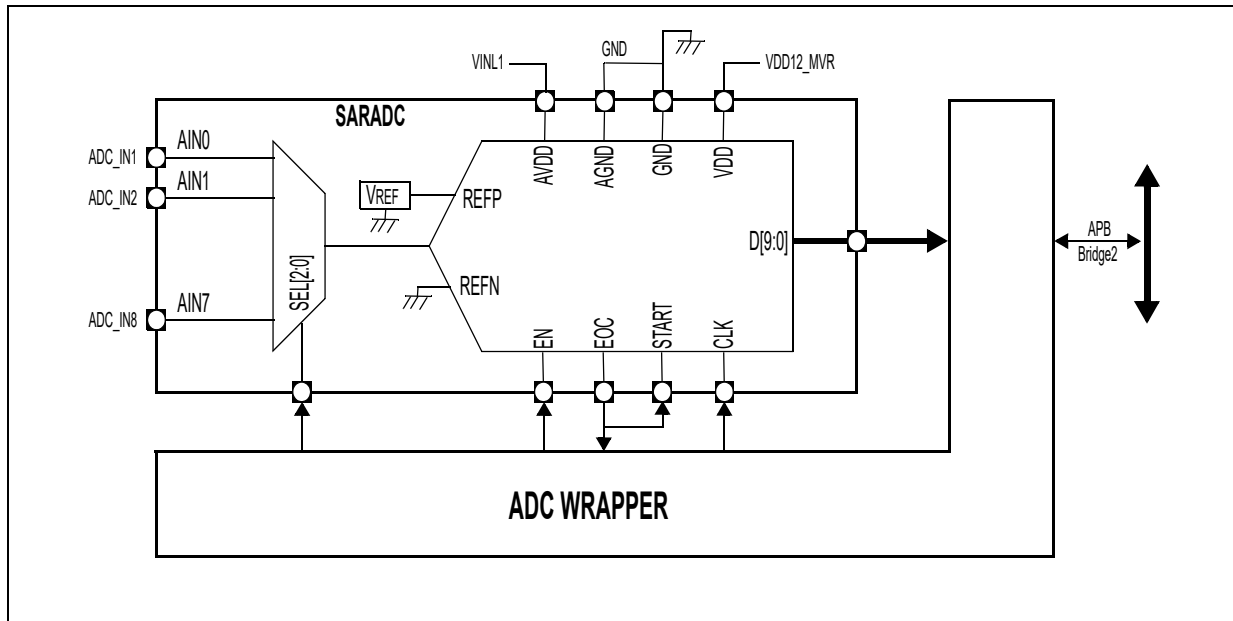 GND
VINL1
VDD12_MVR
SARADC
AIN0
ADC_IN1
AIN1
ADC_IN2
AIN7
ADC_IN8
SEL[2:0]
VREF
REFP
REFN
AVDD
AGND
GND
VDD
D[9:0]
EN
EOC
START
CLK
APB
Bridge2
ADC WRAPPER